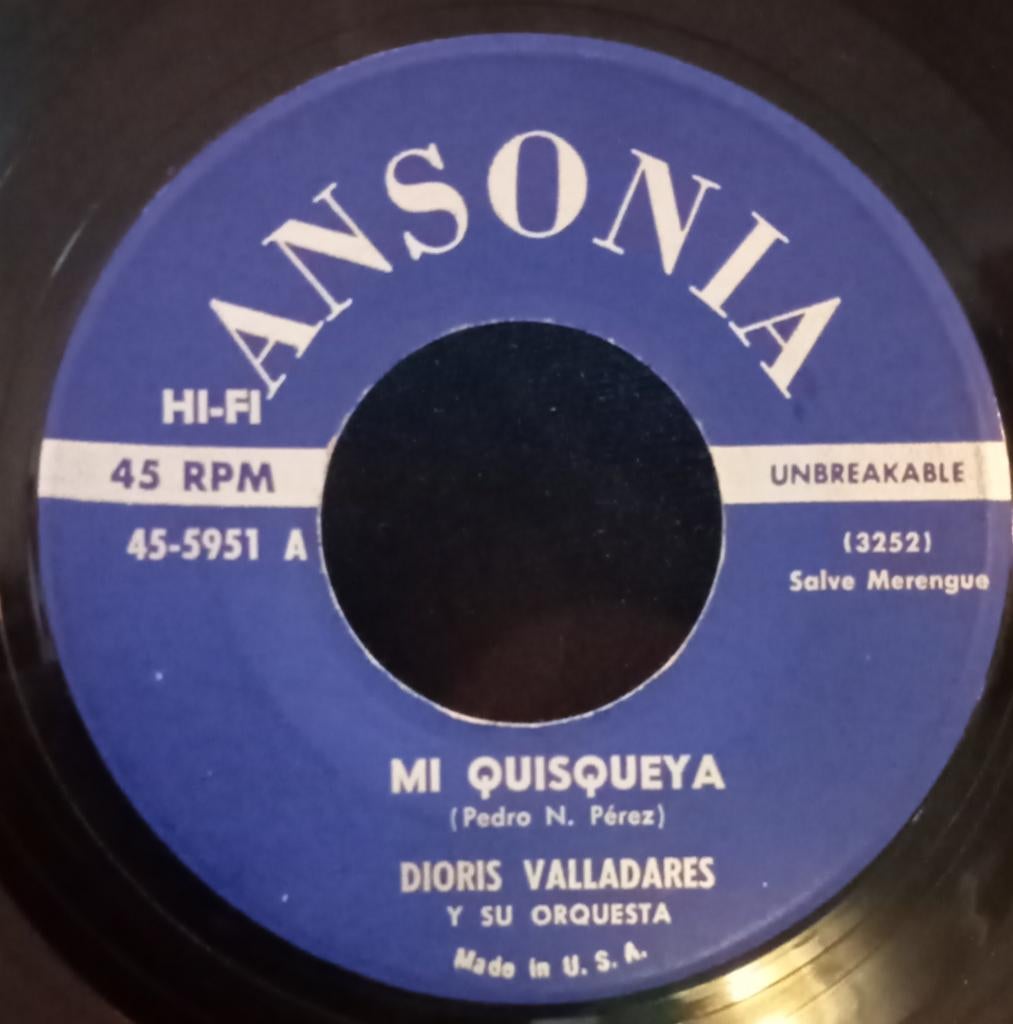 ANSONIA
HI-FI
45 RPM
UNBREAKABLE
45-5951 A
(3252)
Salve Merengue
MI QUISQUEYA
(Pedro N. Pérez)
DIORIS VALLADARES
Y SU ORQUESTA
Made in U. S. A.